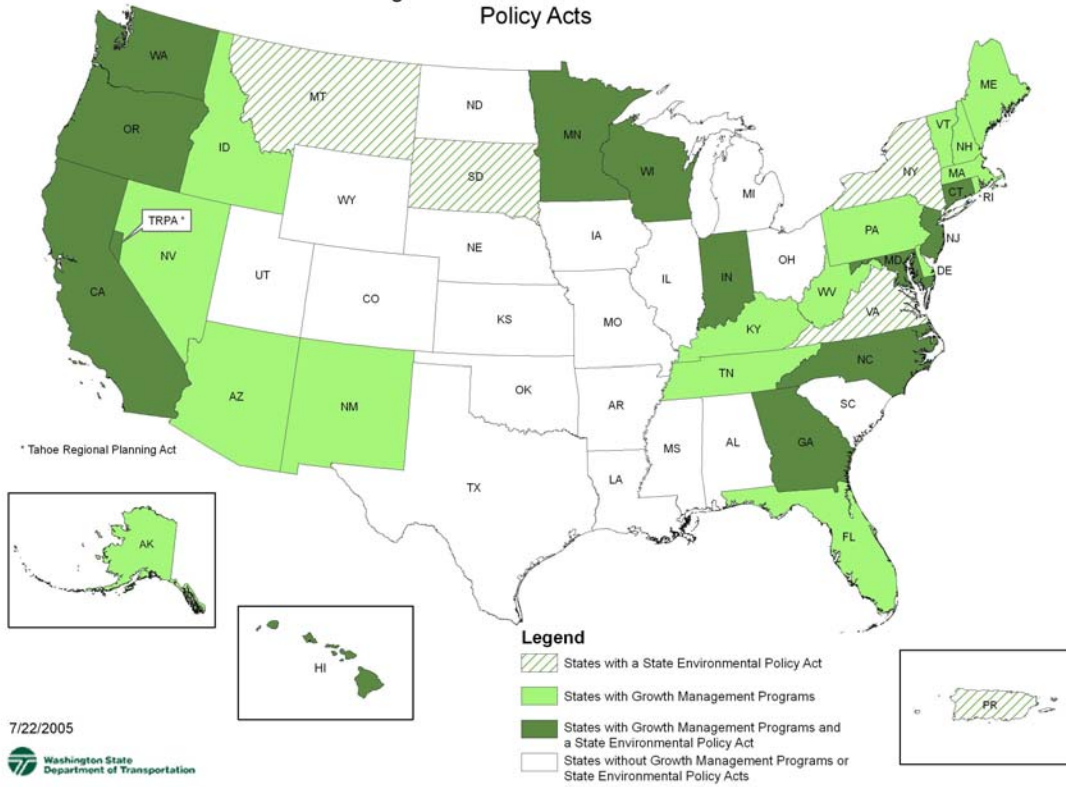 Policy Acts
WA
MT
ND
MN
ME
OR
ID
VT
NH
SD
WI
NY
MA
CT
RI
WY
MI
TRPA *
IA
PA
NJ
NV
NE
OH
MD
DE
UT
IL
IN
CA
CO
WV
VA
KS
MO
KY
NC
TN
AZ
NM
OK
AR
SC
MS
AL
GA
* Tahoe Regional Planning Act
LA
TX
FL
AK
HI
Legend
States with a State Environmental Policy Act
States with Growth Management Programs
PR
States with Growth Management Programs and
a State Environmental Policy Act
States without Growth Management Programs or
State Environmental Policy Acts
7/22/2005
Washington State
Department of Transportation